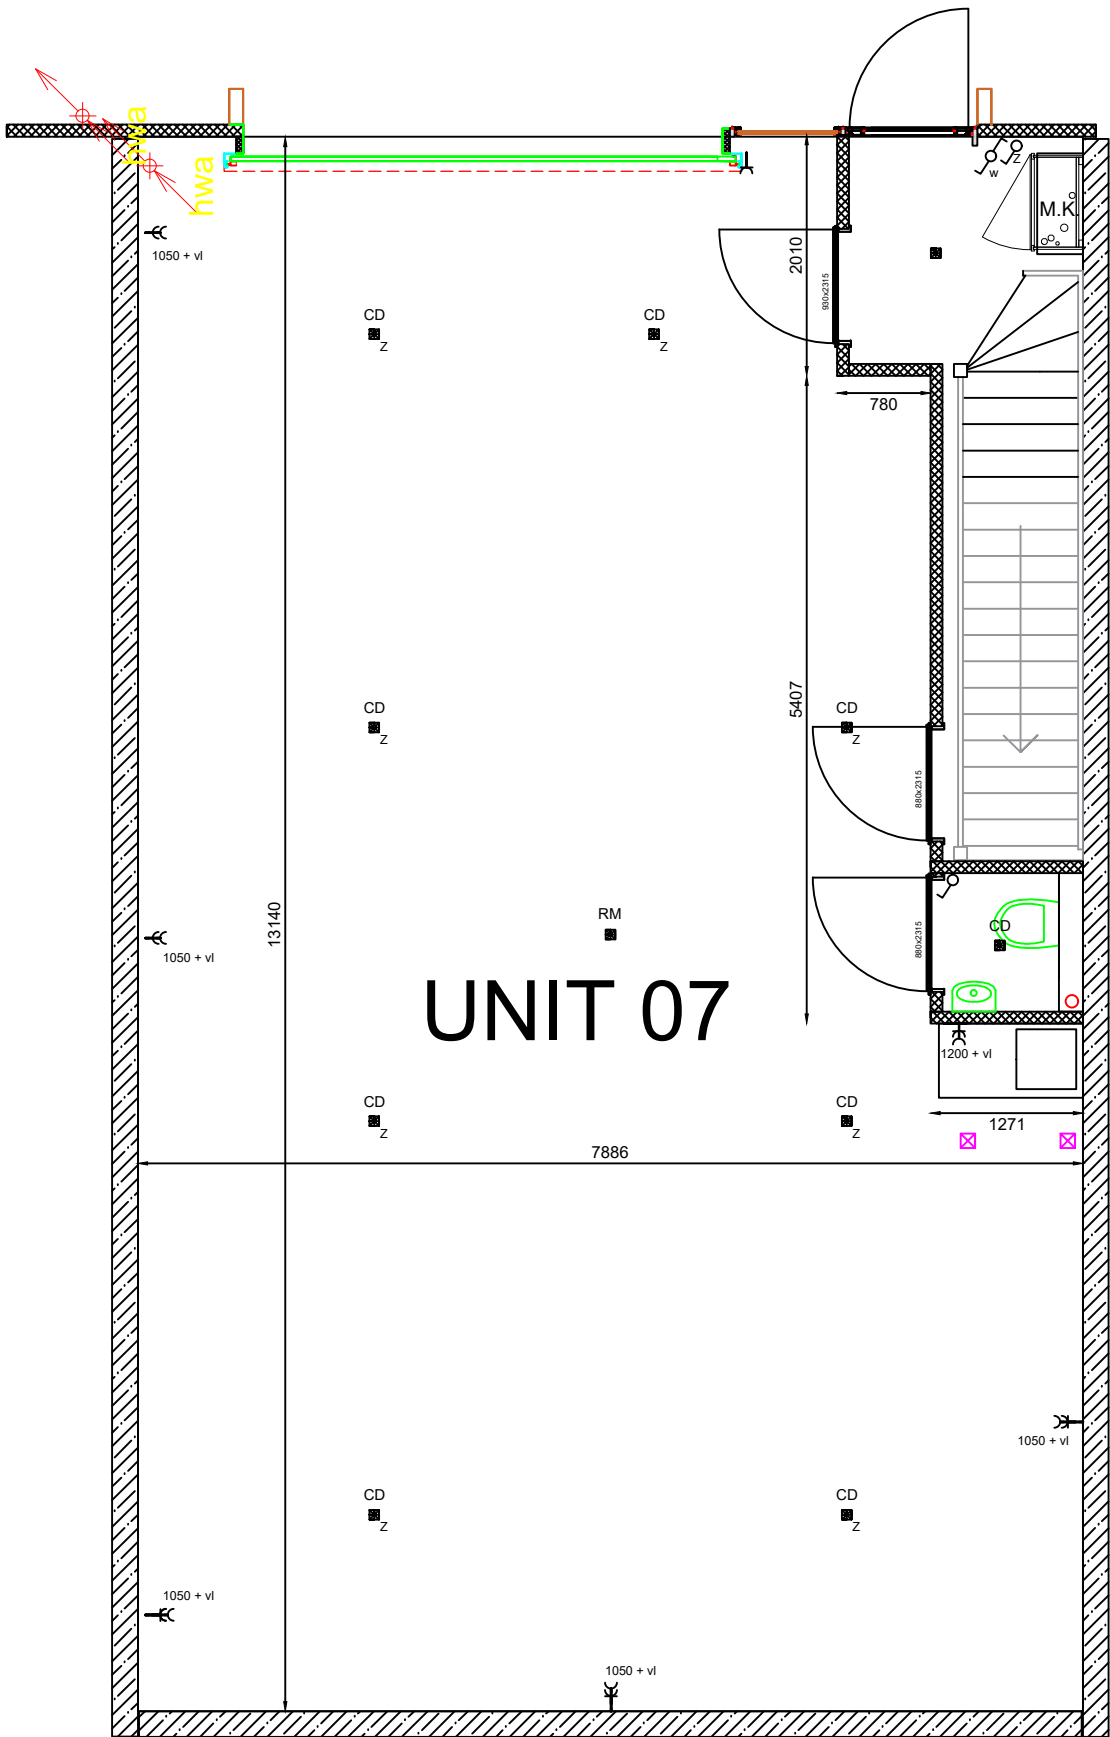 hwa
hwa
Z
w
M.K.
1050 + vl
2010
930x2315
CD
Z
CD
Z
780
CD
Z
5407
CD
Z
880x2315
13140
RM
1050 + vl
880x2315
CD
UNIT 07
1200 + vl
CD
Z
CD
Z
1271
7886
1050 + vl
CD
Z
CD
Z
1050 + vl
1050 + vl